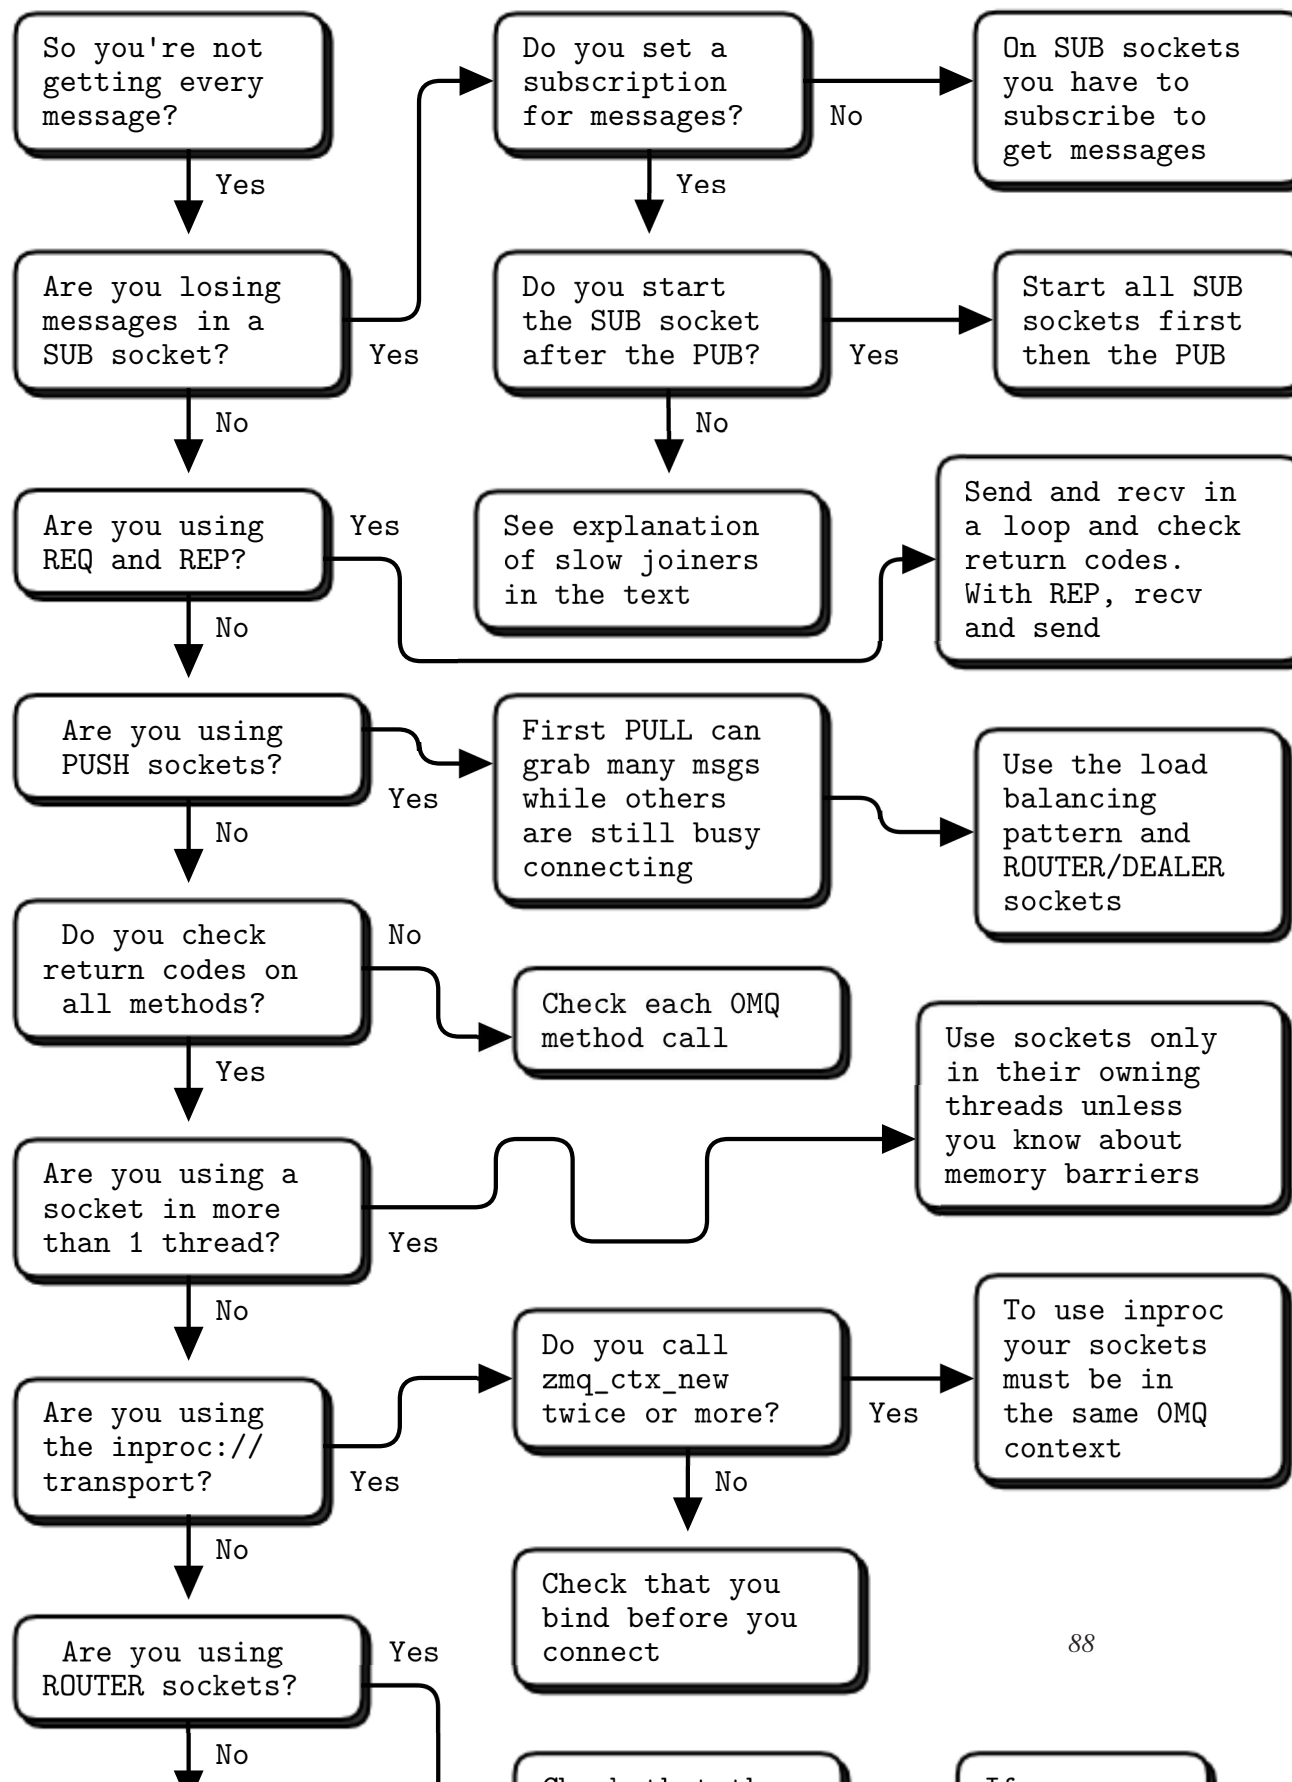 So you're not
getting every
message?
Yes
Do you set a
subscription
for messages?
No
Yes
On SUB sockets
you have to
subscribe to
get messages
Are you losing
messages in a
SUB socket?
Yes
No
Do you start
the SUB socket
after the PUB?
Yes
No
Start all SUB
sockets first
then the PUB
Are you using
REQ and REP?
Yes
No
See explanation
of slow joiners
in the text
Send and recv in
a loop and check
return codes.
With REP, recv
and send
Are you using
PUSH sockets?
Yes
No
First PULL can
grab many msgs
while others
are still busy
connecting
Use the load
balancing
pattern and
ROUTER/DEALER
sockets
Do you check
return codes on
all methods?
No
Yes
Check each 0MQ
method call
Use sockets only
in their owning
threads unless
you know about
memory barriers
Are you using a
socket in more
than 1 thread?
Yes
No
Do you call
zmq_ctx_new
twice or more?
Yes
No
To use inproc
your sockets
must be in
the same 0MQ
context
Are you using
the inproc://
transport?
Yes
No
Check that you
bind before you
connect
88
Are you using
ROUTER sockets?
Yes
No